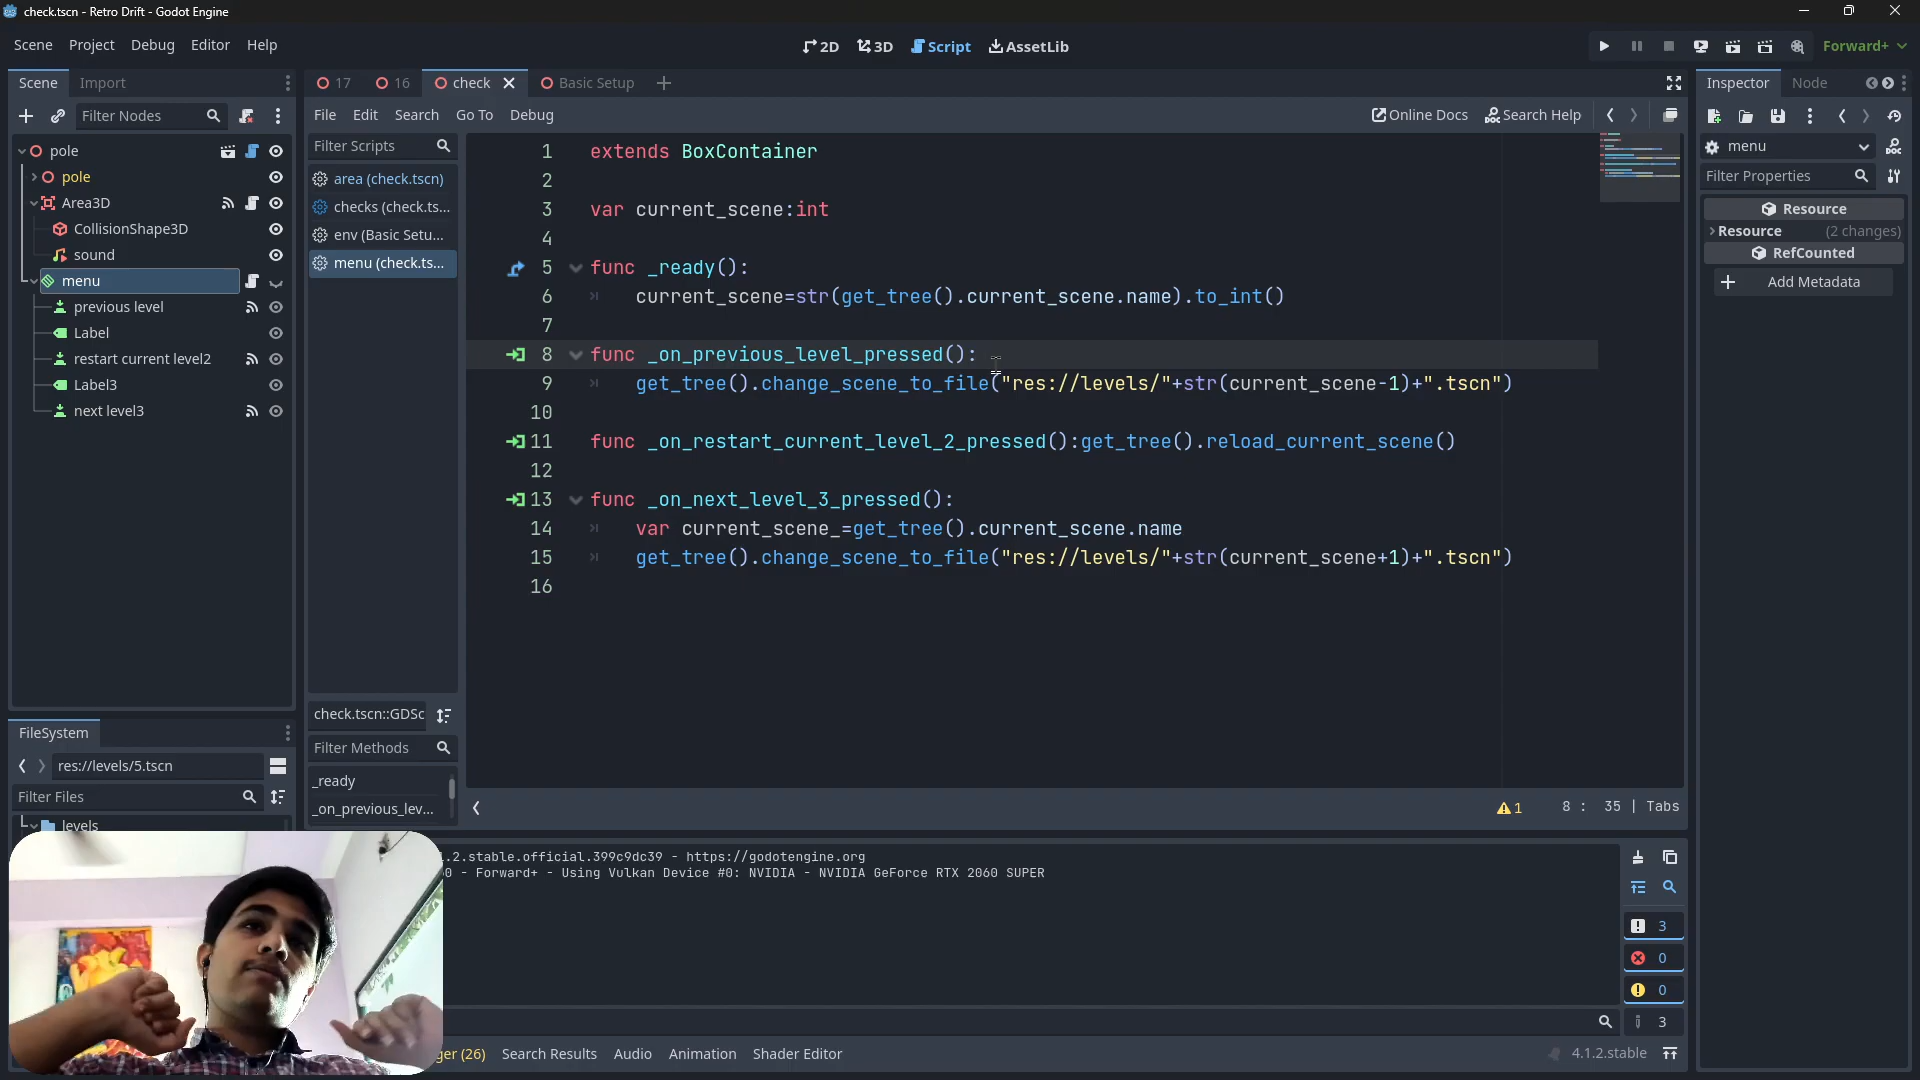 check.tscn - Retro Drift - Godot Engine
Scene Project Debug Editor Help
2D 3D Script AssetLib
Forward+
Scene Import
17 16 check Basic Setup
Inspector Node
Filter Nodes
File Edit Search Go To Debug
Online Docs Search Help
menu
Filter Properties
Resource
Resource (2 changes)
RefCounted
Add Metadata
pole
pole
Area3D
CollisionShape3D
sound
menu
previous level
Label
restart current level2
Label3
next level3
Filter Scripts
area (check.tscn)
checks (check.ts...
env (Basic Setu...
menu (check.ts...
1 extends BoxContainer
2
3 var current_scene:int
4
5 func _ready():
6 current_scene=str(get_tree().current_scene.name).to_int()
7
8 func _on_previous_level_pressed():
9 get_tree().change_scene_to_file("res://levels/"+str(current_scene-1)+".tscn")
10
11 func _on_restart_current_level_2_pressed():get_tree().reload_current_scene()
12
13 func _on_next_level_3_pressed():
14 var current_scene_=get_tree().current_scene.name
15 get_tree().change_scene_to_file("res://levels/"+str(current_scene+1)+".tscn")
16
check.tscn::GDSc
Filter Methods
_ready
_on_previous_lev...
1 8 : 35 | Tabs
FileSystem
res://levels/5.tscn
Filter Files
levels
.2.stable.official.399c9dc39 - https://godotengine.org
0 - Forward+ - Using Vulkan Device #0: NVIDIA - NVIDIA GeForce RTX 2060 SUPER
3
0
0
3
ger (26) Search Results Audio Animation Shader Editor
4.1.2.stable